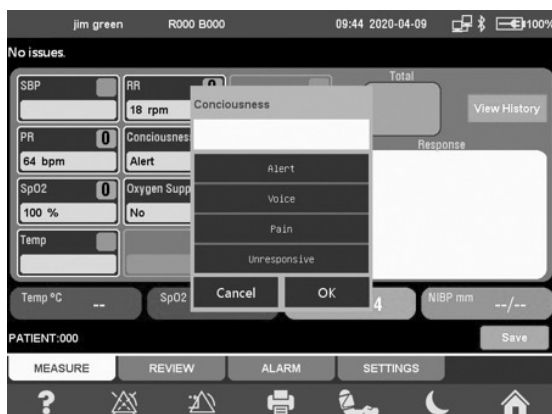 jim green R000 B000 09:44 2020-04-09 100%
No issues.
SBP RR 0 Total
18 rpm Conciousness View History
PR 0 Conciousnes Response
64 bpm Alert Alert
Voice
SpO2 0 Oxygen Supp
100 % No Pain
Temp Unresponsive
Cancel OK
Temp °C -- SpO2 4 NIBP mm --/--
PATIENT:000 Save
MEASURE REVIEW ALARM SETTINGS
?